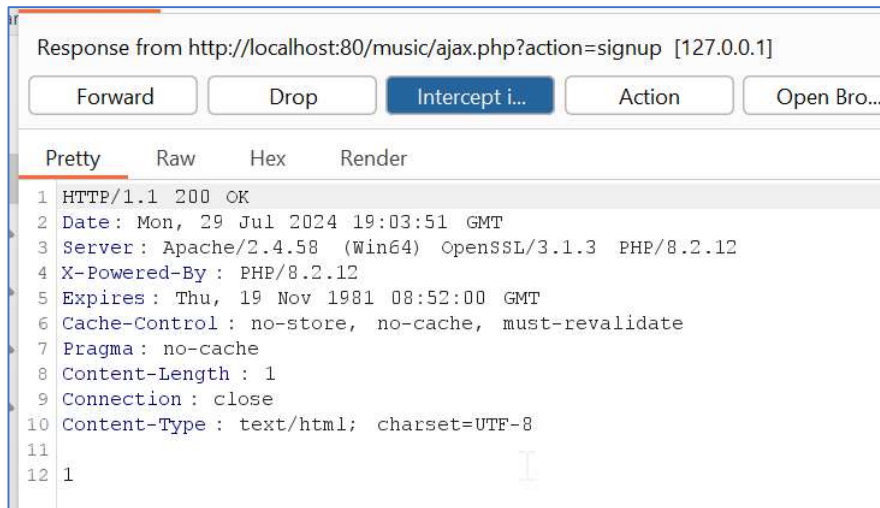 Response from http://localhost:80/music/ajax.php?action=signup [127.0.0.1]
Forward Drop Intercept i... Action Open Bro...
Pretty Raw Hex Render
1 HTTP/1.1 200 OK
2 Date: Mon, 29 Jul 2024 19:03:51 GMT
3 Server: Apache/2.4.58 (Win64) OpenSSL/3.1.3 PHP/8.2.12
4 X-Powered-By: PHP/8.2.12
5 Expires: Thu, 19 Nov 1981 08:52:00 GMT
6 Cache-Control: no-store, no-cache, must-revalidate
7 Pragma: no-cache
8 Content-Length: 1
9 Connection: close
10 Content-Type: text/html; charset=UTF-8
11
12 1